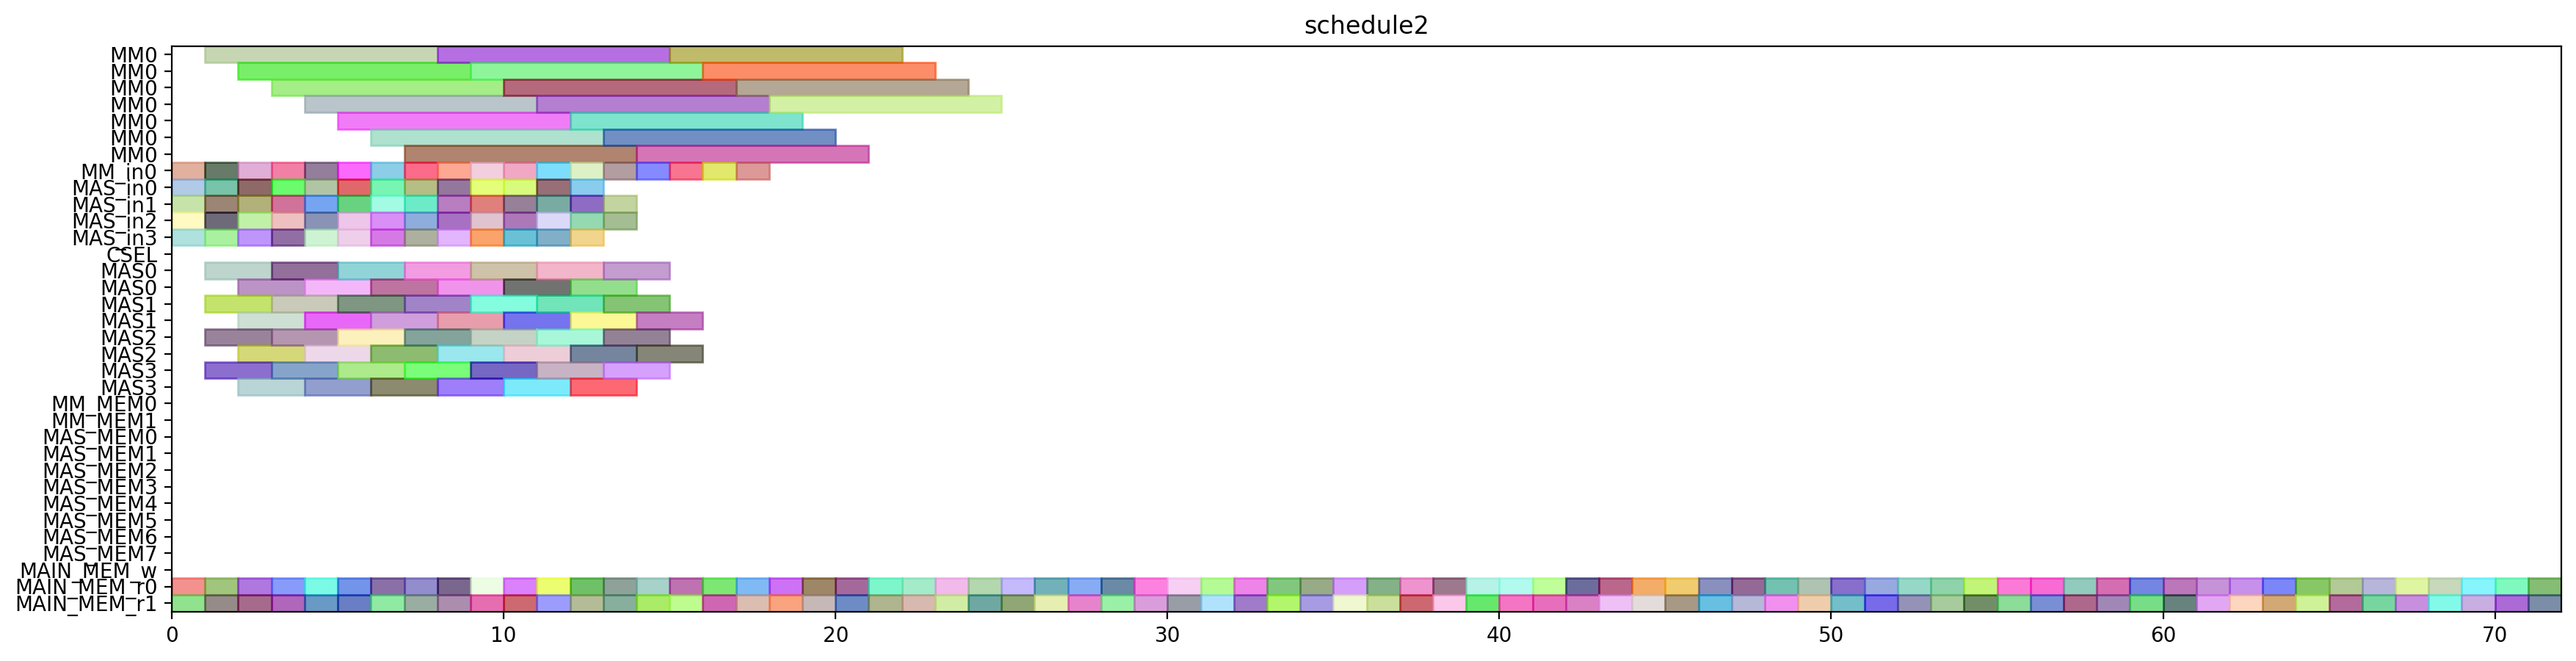 schedule2
MM0
MM0
MM0
MM0
MM0
MM0
MM0
MM_in0
MAS_in0
MAS_in1
MAS_in2
MAS_in3
CSEL
MAS0
MAS0
MAS1
MAS1
MAS2
MAS2
MAS3
MAS3
MM_MEM0
MM_MEM1
MAS_MEM0
MAS_MEM1
MAS_MEM2
MAS_MEM3
MAS_MEM4
MAS_MEM5
MAS_MEM6
MAS_MEM7
MAIN_MEM_w
MAIN_MEM_r0
MAIN_MEM_r1
0 10 20 30 40 50 60 70